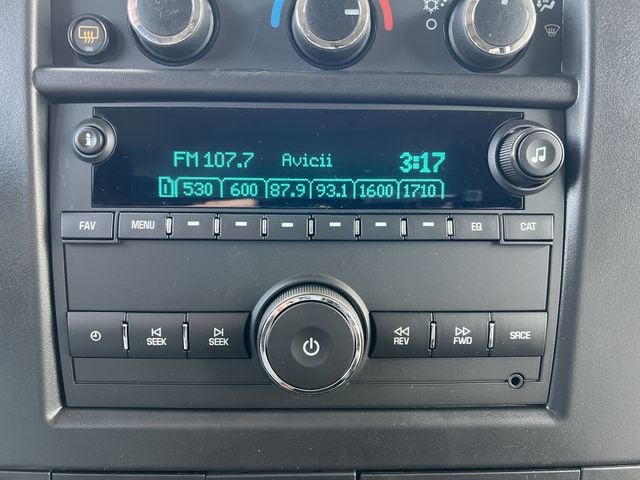 FM 107.7 Avicii 3:17
1 530 600 87.9 93.1 1600 1710
FAV MENU EQ CAT
SEEK SEEK REV FWD SRCE